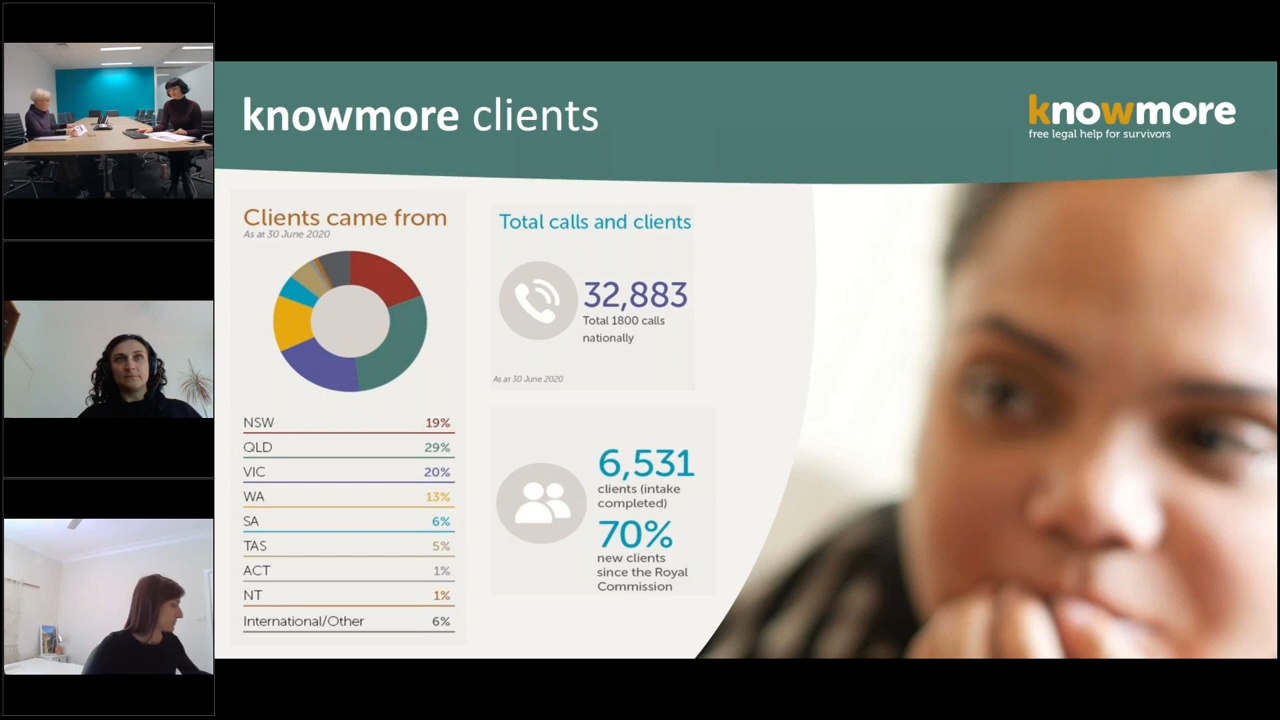 knowmore clients
knowmore
free legal help for survivors
Clients came from
As at 30 June 2020
NSW 19%
QLD 29%
VIC 20%
WA 13%
SA 6%
TAS 5%
ACT 1%
NT 1%
International/Other 6%
Total calls and clients
32,883
Total 1800 calls
nationally
As at 30 June 2020
6,531
clients (intake
completed)
70%
new clients
since the Royal
Commission